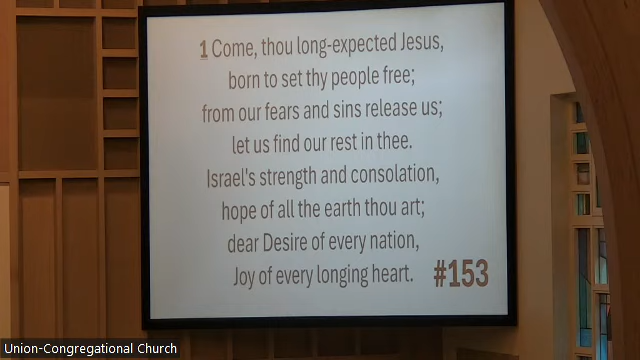 1 Come, thou long-expected Jesus,
born to set thy people free;
from our fears and sins release us;
let us find our rest in thee.
Israel's strength and consolation,
hope of all the earth thou art;
dear Desire of every nation,
Joy of every longing heart. #153
Union-Congregational Church